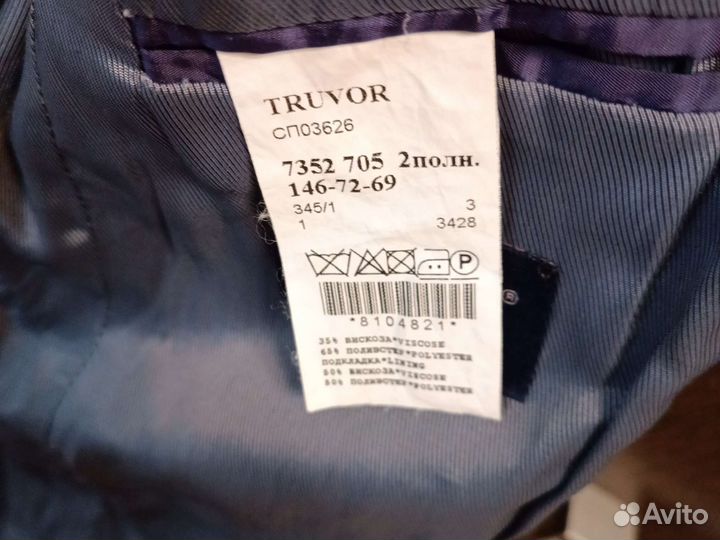 TRUVOR
СП03626
7352 705 2полн.
146-72-69
345/1 3
1 3428
P
*8104821*
35% ВИСКОЗА*VISCOSE
65% ПОЛИЭСТЕР*POLYESTER
ПОДКЛАДКА*LINING
50% ВИСКОЗА*VISCOSE
50% ПОЛИЭСТЕР*POLYESTER
®
Avito